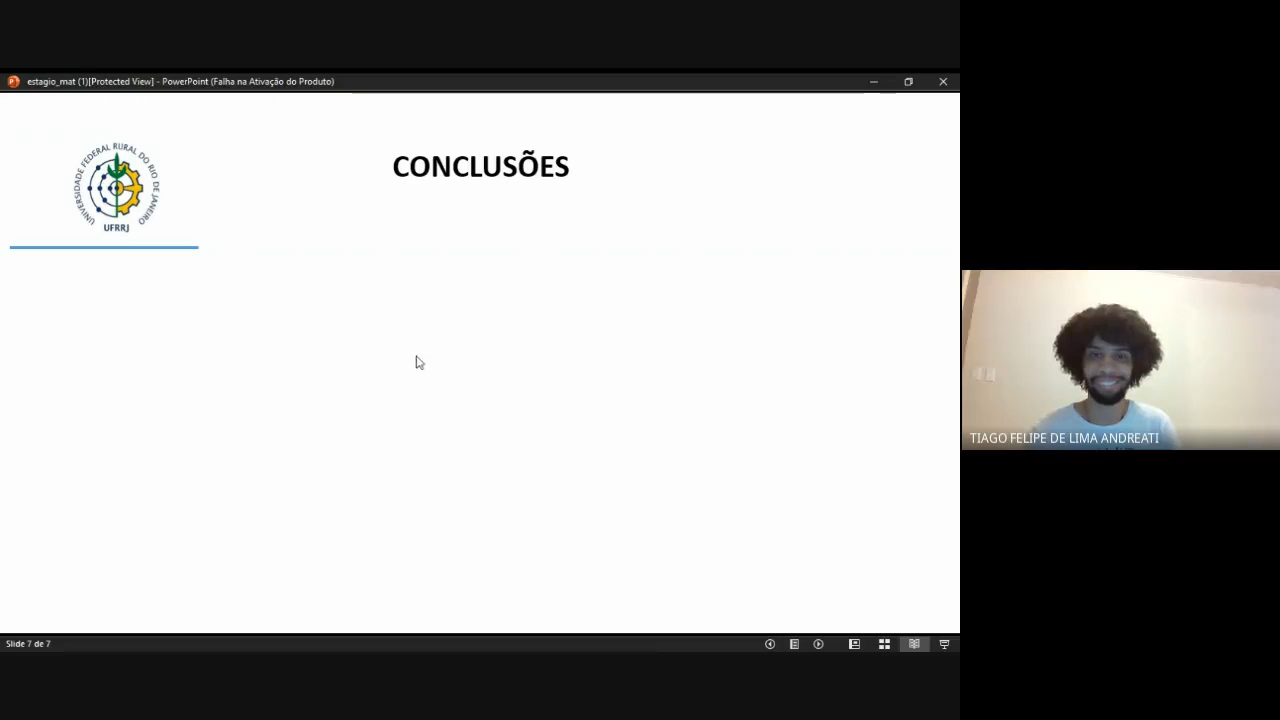 estagio_mat (1)[Protected View] - PowerPoint (Falha na Ativação do Produto)
UNIVERSIDADE FEDERAL RURAL DO RIO DE JANEIRO
UFRRJ
CONCLUSÕES
TIAGO FELIPE DE LIMA ANDREATI
Slide 7 de 7